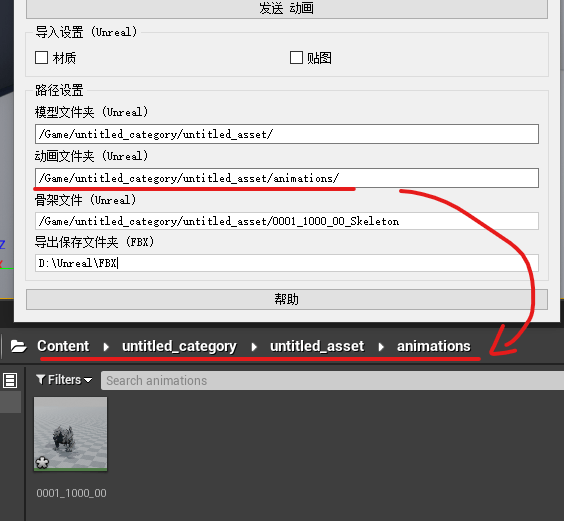 发送 动画
导入设置 (Unreal)
材质
贴图
路径设置
模型文件夹 (Unreal)
/Game/untitled_category/untitled_asset/
动画文件夹 (Unreal)
/Game/untitled_category/untitled_asset/animations/
骨架文件 (Unreal)
/Game/untitled_category/untitled_asset/0001_1000_00_Skeleton
导出保存文件夹 (FBX)
D:\Unreal\FBX
帮助
Z
Content untitled_category untitled_asset animations
Filters Search animations
0001_1000_00